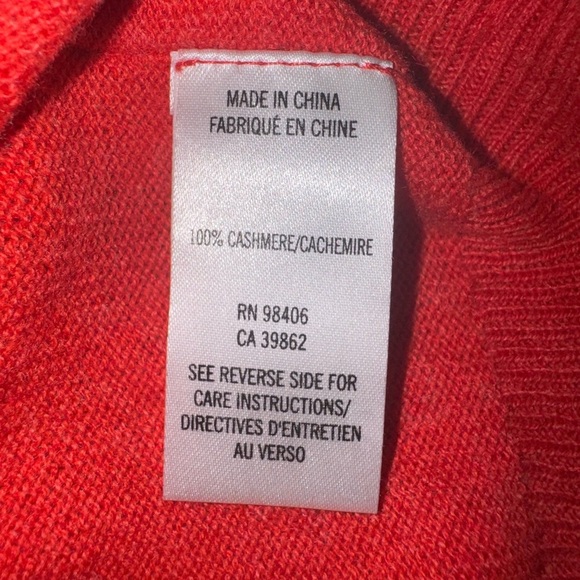 MADE IN CHINA
FABRIQUÉ EN CHINE
100% CASHMERE/CACHEMIRE
RN 98406
CA 39862
SEE REVERSE SIDE FOR
CARE INSTRUCTIONS/
DIRECTIVES D'ENTRETIEN
AU VERSO